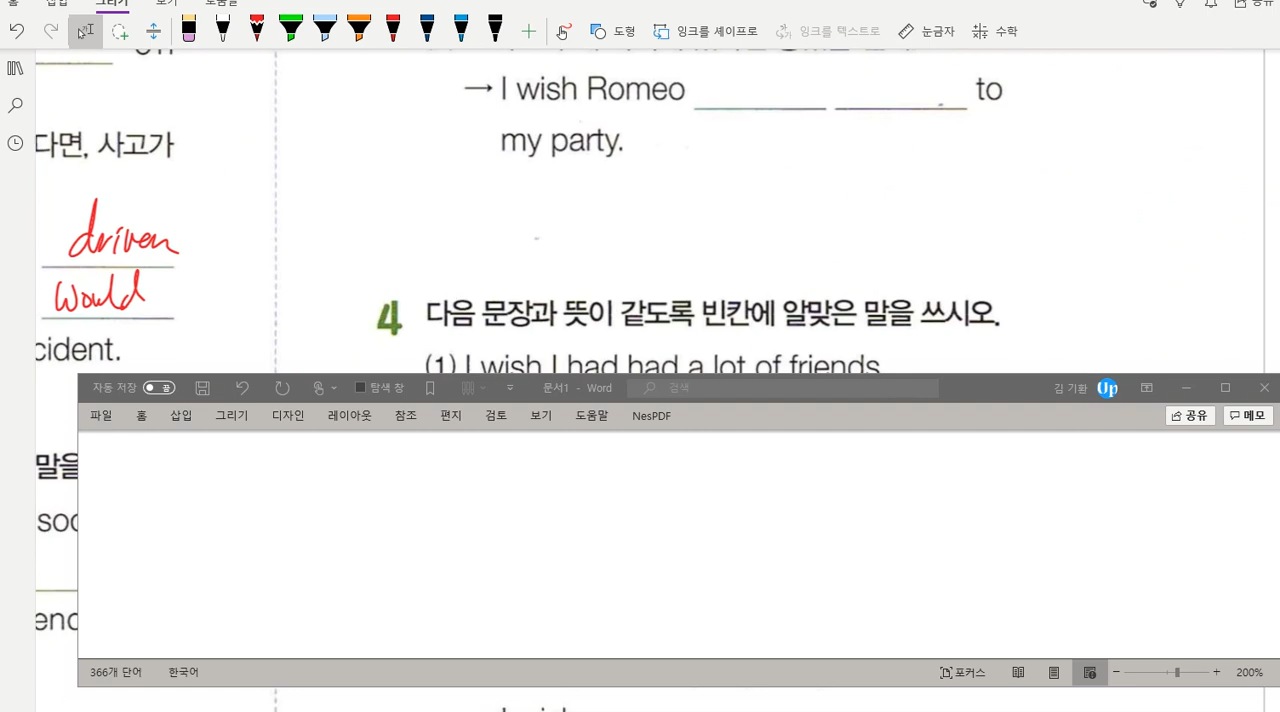 홈 삽입 그리기 보기 도움말 공유
도형 잉크를 셰이프로 잉크를 텍스트로 눈금자 수학
→ I wish Romeo to
my party.
다면, 사고가
driven
would
cident.
4 다음 문장과 뜻이 같도록 빈칸에 알맞은 말을 쓰시오.
(1) I wish I had had a lot of friends
자동 저장 끔 탐색 창 문서1 - Word 검색 김 기환 Up
파일 홈 삽입 그리기 디자인 레이아웃 참조 편지 검토 보기 도움말 NesPDF 공유 메모
말을
soc
enc
366개 단어 한국어 포커스 200%